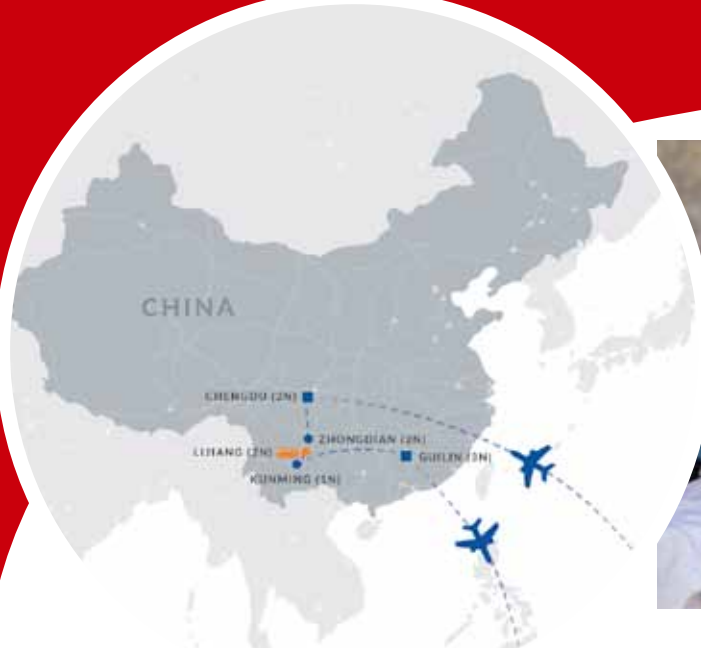 CHINA
CHENGDU (2N)
ZHONGDIAN (2N)
LIJIANG (2N)
GUILIN (3N)
KUNMING (1N)